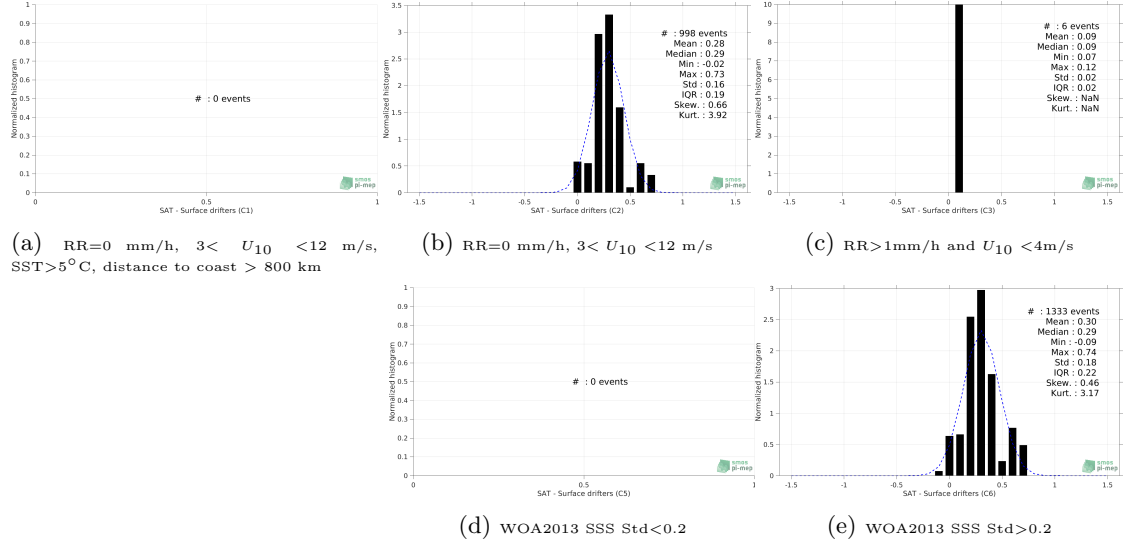 1
0.9
0.8
0.7
0.6
0.5
0.4
0.3
0.2
0.1
0
Normalized histogram
# : 0 events
smos
pi-mep
0 0.5 1
SAT - Surface drifters (C1)
3.5
3
2.5
2
1.5
1
0.5
0
Normalized histogram
# : 998 events
Mean : 0.28
Median : 0.29
Min : -0.02
Max : 0.73
Std : 0.16
IQR : 0.19
Skew. : 0.66
Kurt. : 3.92
smos
pi-mep
-1.5 -1 -0.5 0 0.5 1 1.5
SAT - Surface drifters (C2)
10
9
8
7
6
5
4
3
2
1
0
Normalized histogram
# : 6 events
Mean : 0.09
Median : 0.09
Min : 0.07
Max : 0.12
Std : 0.02
IQR : 0.02
Skew. : NaN
Kurt. : NaN
smos
pi-mep
-1.5 -1 -0.5 0 0.5 1 1.5
SAT - Surface drifters (C3)
(a) RR=0 mm/h, 3< U10 <12 m/s,
SST>5°C, distance to coast > 800 km
(b) RR=0 mm/h, 3< U10 <12 m/s
(c) RR>1mm/h and U10 <4m/s
1
0.9
0.8
0.7
0.6
0.5
0.4
0.3
0.2
0.1
0
Normalized histogram
# : 0 events
smos
pi-mep
0 0.5 1
SAT - Surface drifters (C5)
3
2.5
2
1.5
1
0.5
0
Normalized histogram
# : 1333 events
Mean : 0.30
Median : 0.29
Min : -0.09
Max : 0.74
Std : 0.18
IQR : 0.22
Skew. : 0.46
Kurt. : 3.17
smos
pi-mep
-1.5 -1 -0.5 0 0.5 1 1.5
SAT - Surface drifters (C6)
(d) WOA2013 SSS Std<0.2
(e) WOA2013 SSS Std>0.2